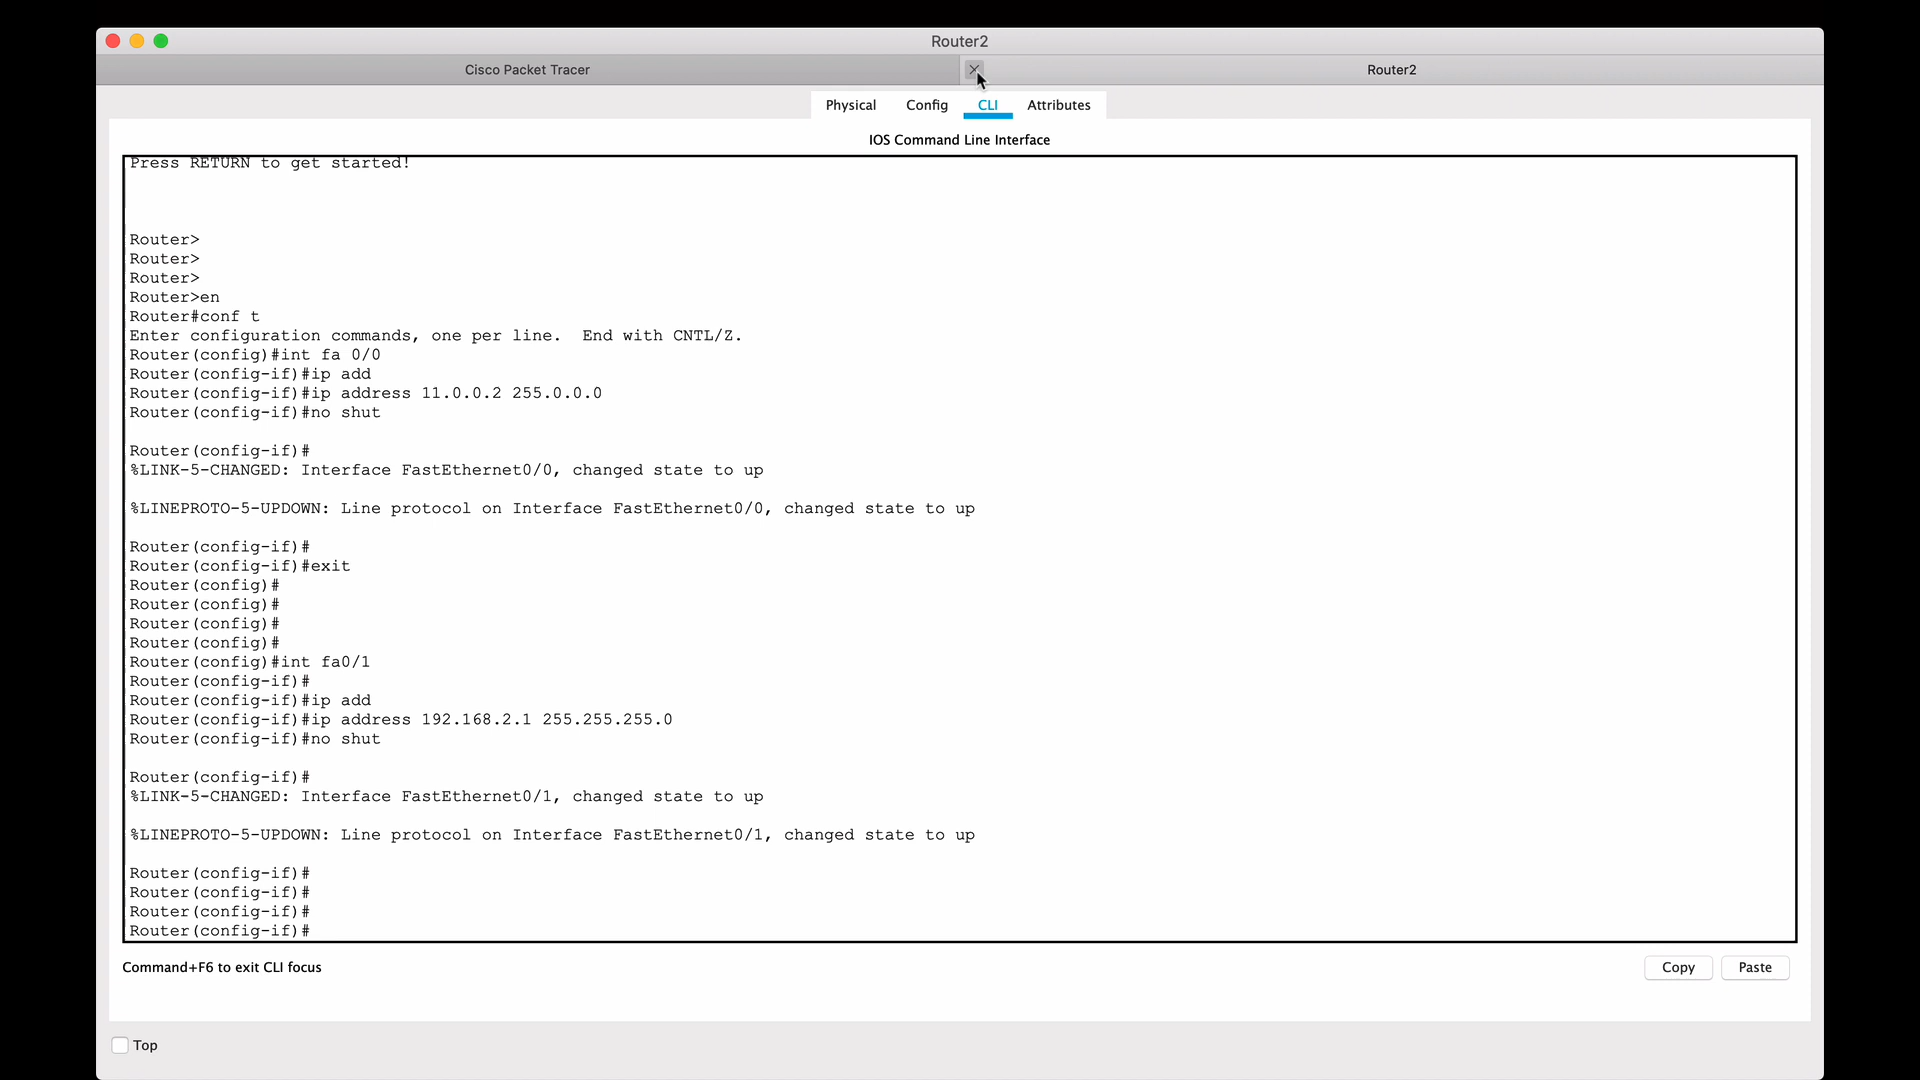 Router2
Cisco Packet Tracer
Router2
Physical Config CLI Attributes
IOS Command Line Interface
Press RETURN to get started!
Router>
Router>
Router>
Router>en
Router#conf t
Enter configuration commands, one per line.  End with CNTL/Z.
Router(config)#int fa 0/0
Router(config-if)#ip add
Router(config-if)#ip address 11.0.0.2 255.0.0.0
Router(config-if)#no shut
Router(config-if)#
%LINK-5-CHANGED: Interface FastEthernet0/0, changed state to up
%LINEPROTO-5-UPDOWN: Line protocol on Interface FastEthernet0/0, changed state to up
Router(config-if)#
Router(config-if)#exit
Router(config)#
Router(config)#
Router(config)#
Router(config)#
Router(config)#int fa0/1
Router(config-if)#
Router(config-if)#ip add
Router(config-if)#ip address 192.168.2.1 255.255.255.0
Router(config-if)#no shut
Router(config-if)#
%LINK-5-CHANGED: Interface FastEthernet0/1, changed state to up
%LINEPROTO-5-UPDOWN: Line protocol on Interface FastEthernet0/1, changed state to up
Router(config-if)#
Router(config-if)#
Router(config-if)#
Router(config-if)#
Command+F6 to exit CLI focus
Copy Paste
Top